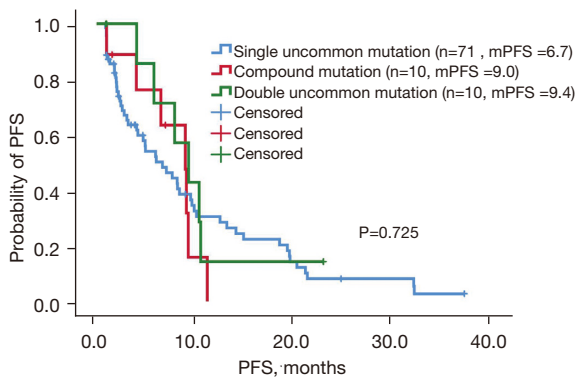 Single uncommon mutation (n=71 , mPFS =6.7)
Compound mutation (n=10, mPFS =9.0)
Double uncommon mutation (n=10, mPFS =9.4)
Censored
Censored
Censored
P=0.725
Probability of PFS
1.0
0.8
0.6
0.4
0.2
0.0
0.0 10.0 20.0 30.0 40.0
PFS, months